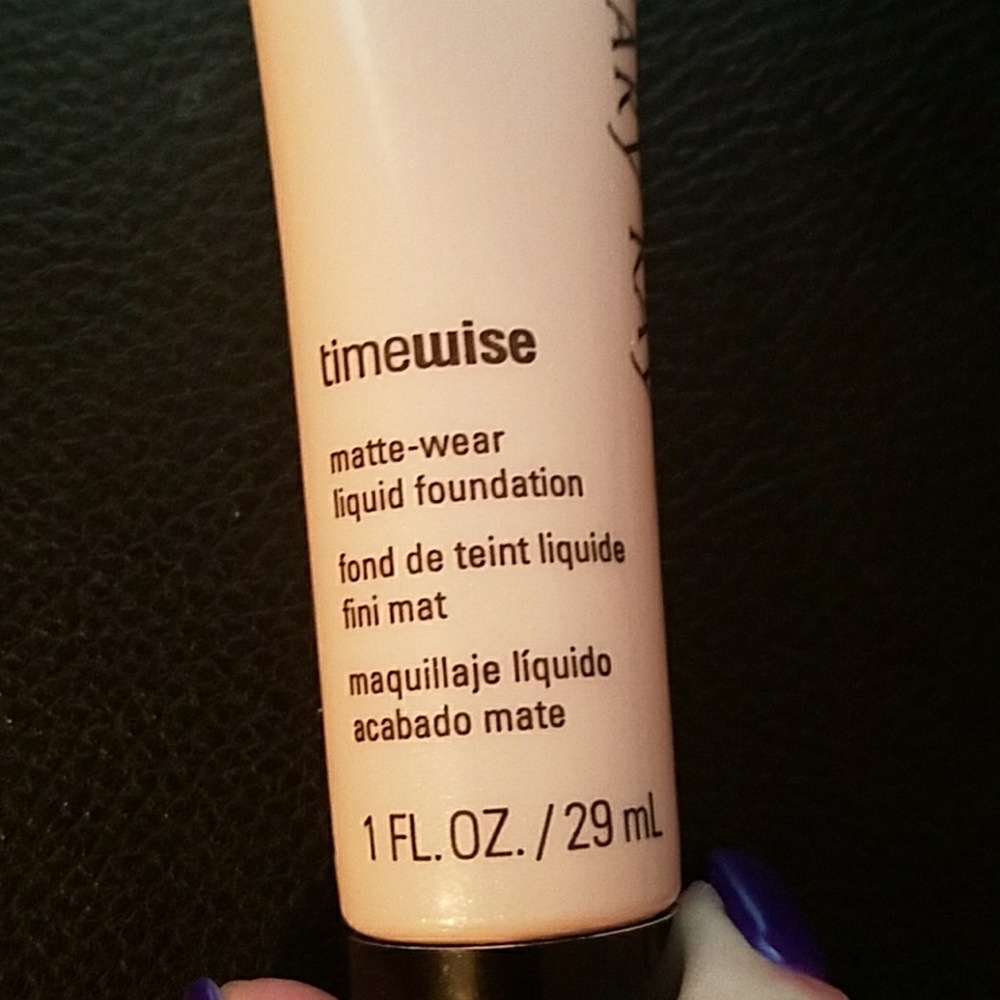 timewise
matte-wear
liquid foundation
fond de teint liquide
fini mat
maquillaje líquido
acabado mate
1 FL. OZ. / 29 mL